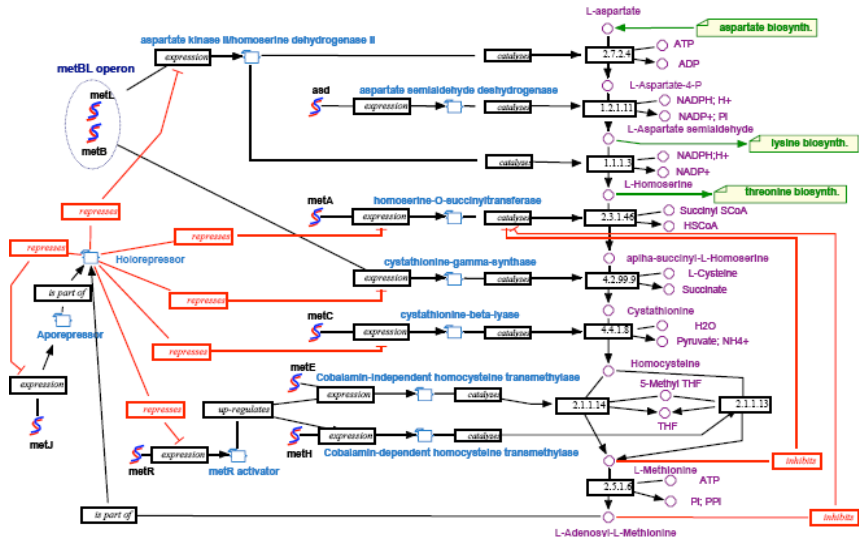 L-aspartate
aspartate biosynth.
aspartate kinase II/homoserine dehydrogenase II
expression
catalyses
2.7.2.4
ATP
ADP
metBL operon
metL
metB
L-Aspartate-4-P
asd
aspartate semialdehyde deshydrogenase
expression
catalyses
1.2.1.11
NADPH; H+
NADP+; Pi
L-Aspartate semialdehyde
lysine biosynth.
catalyses
1.1.1.3
NADPH;H+
NADP+
L-Homoserine
threonine biosynth.
metA
homoserine-O-succinyltransferase
represses
represses
expression
catalyses
2.3.1.46
Succinyl SCoA
HSCoA
represses
Holorepressor
alpha-succinyl-L-Homoserine
cystathionine-gamma-synthase
expression
catalyses
4.2.99.9
L-Cysteine
Succinate
is part of
represses
Aporepressor
Cystathionine
metC
cystathionine-beta-lyase
expression
catalyses
4.4.1.8
H2O
Pyruvate; NH4+
represses
Homocysteine
metE
Cobalamin-independent homocysteine transmethylase
expression
expression
catalyses
5-Methyl THF
2.1.1.14
2.1.1.13
THF
represses
up-regulates
metJ
expression
catalyses
metH
Cobalamin-dependent homocysteine transmethylase
metR
expression
metR activator
inhibits
L-Methionine
ATP
2.5.1.6
Pi; PPi
is part of
inhibits
L-Adenosyl-L-Methionine